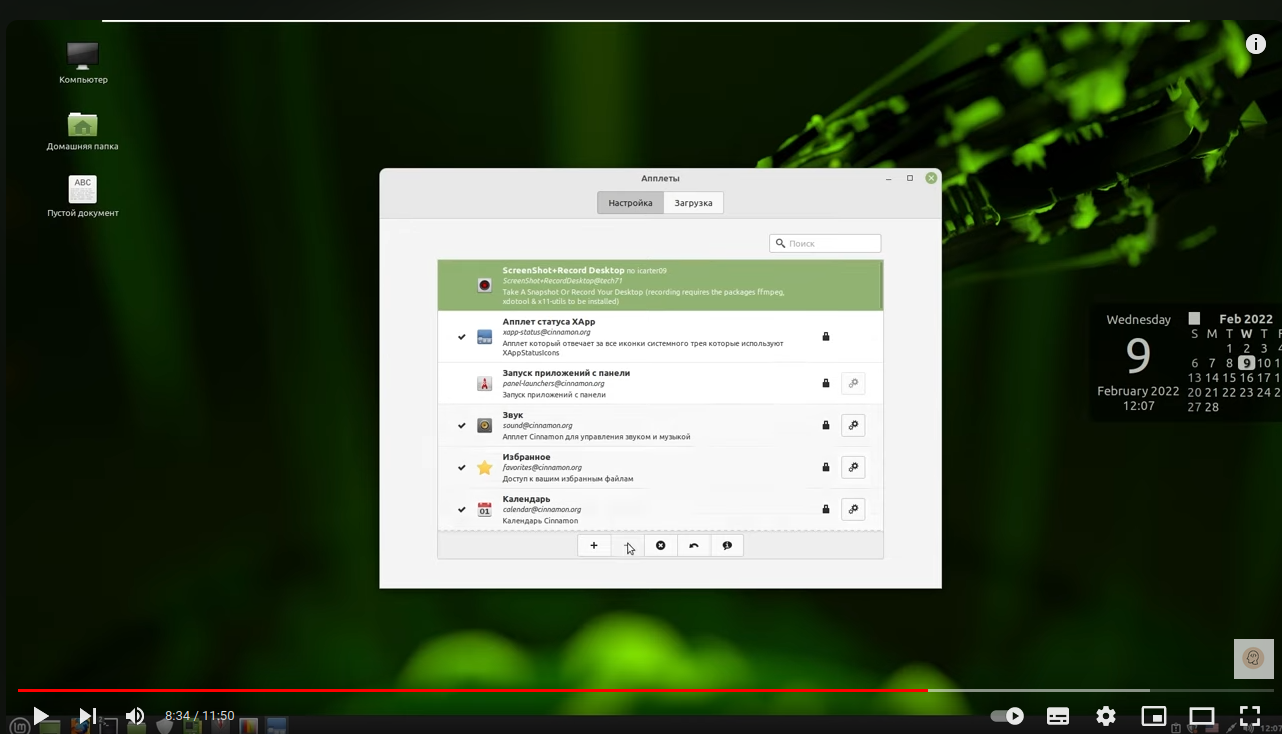 Компьютер
Домашняя папка
ABC
Пустой документ
Апплеты
Настройка Загрузка
Поиск
ScreenShot+Record Desktop по icarter09
ScreenShot+RecordDesktop@tech71
Take A Snapshot Or Record Your Desktop (recording requires the packages ffmpeg,
xdotool & x11-utils to be installed)
Апплет статуса XApp
xapp-status@cinnamon.org
Апплет который отвечает за все иконки системного трея которые используют
XAppStatusIcons
Запуск приложений с панели
panel-launchers@cinnamon.org
Запуск приложений с панели
Звук
sound@cinnamon.org
Апплет Cinnamon для управления звуком и музыкой
Избранное
favorites@cinnamon.org
Доступ к вашим избранным файлам
01
Календарь
calendar@cinnamon.org
Календарь Cinnamon
Wednesday
9
February 2022
12:07
Feb 2022
S M T W T F
1 2 3 4
6 7 8 9 10 1
13 14 15 16 17 1
20 21 22 23 24 2
27 28
8:34 / 11:50
12:07